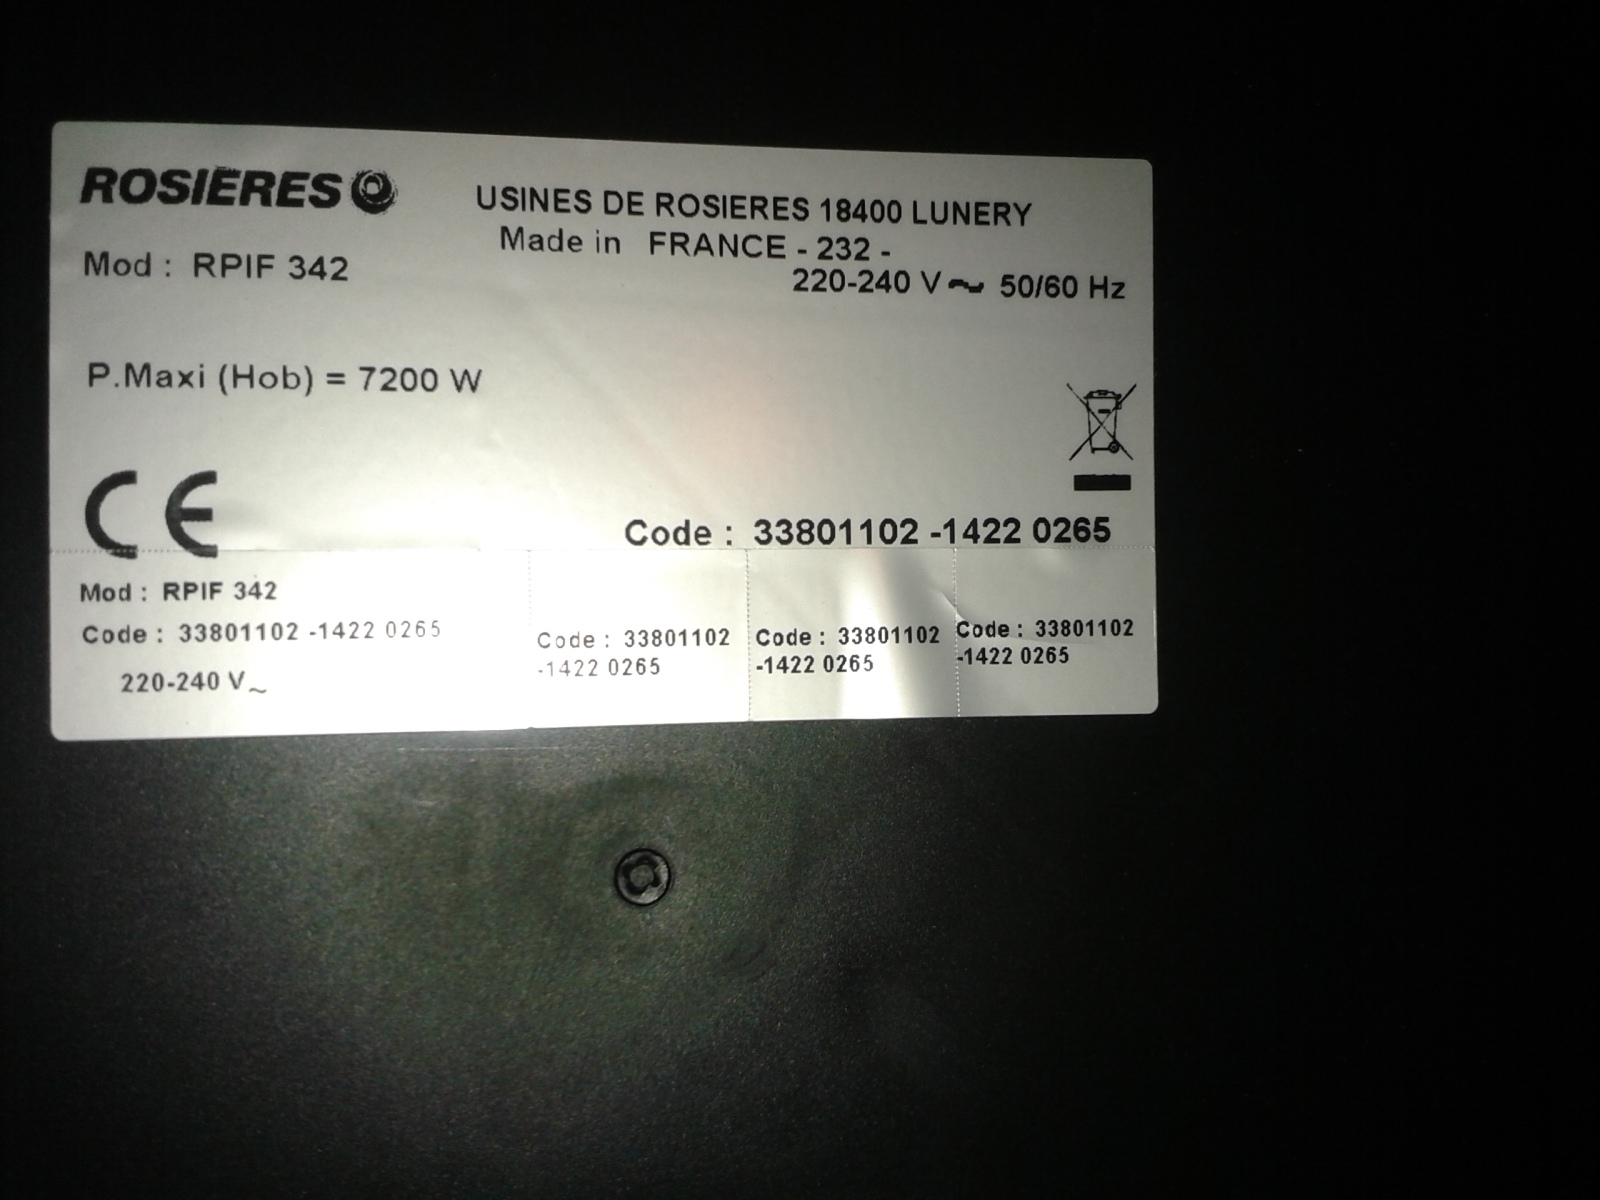 ROSIÈRES
USINES DE ROSIERES 18400 LUNERY
Made in FRANCE - 232 -
Mod : RPIF 342
220-240 V ~ 50/60 Hz
P.Maxi (Hob) = 7200 W
CE
Code : 33801102 -1422 0265
Mod : RPIF 342
Code : 33801102 -1422 0265
220-240 V ~
Code : 33801102
-1422 0265
Code : 33801102
-1422 0265
Code : 33801102
-1422 0265